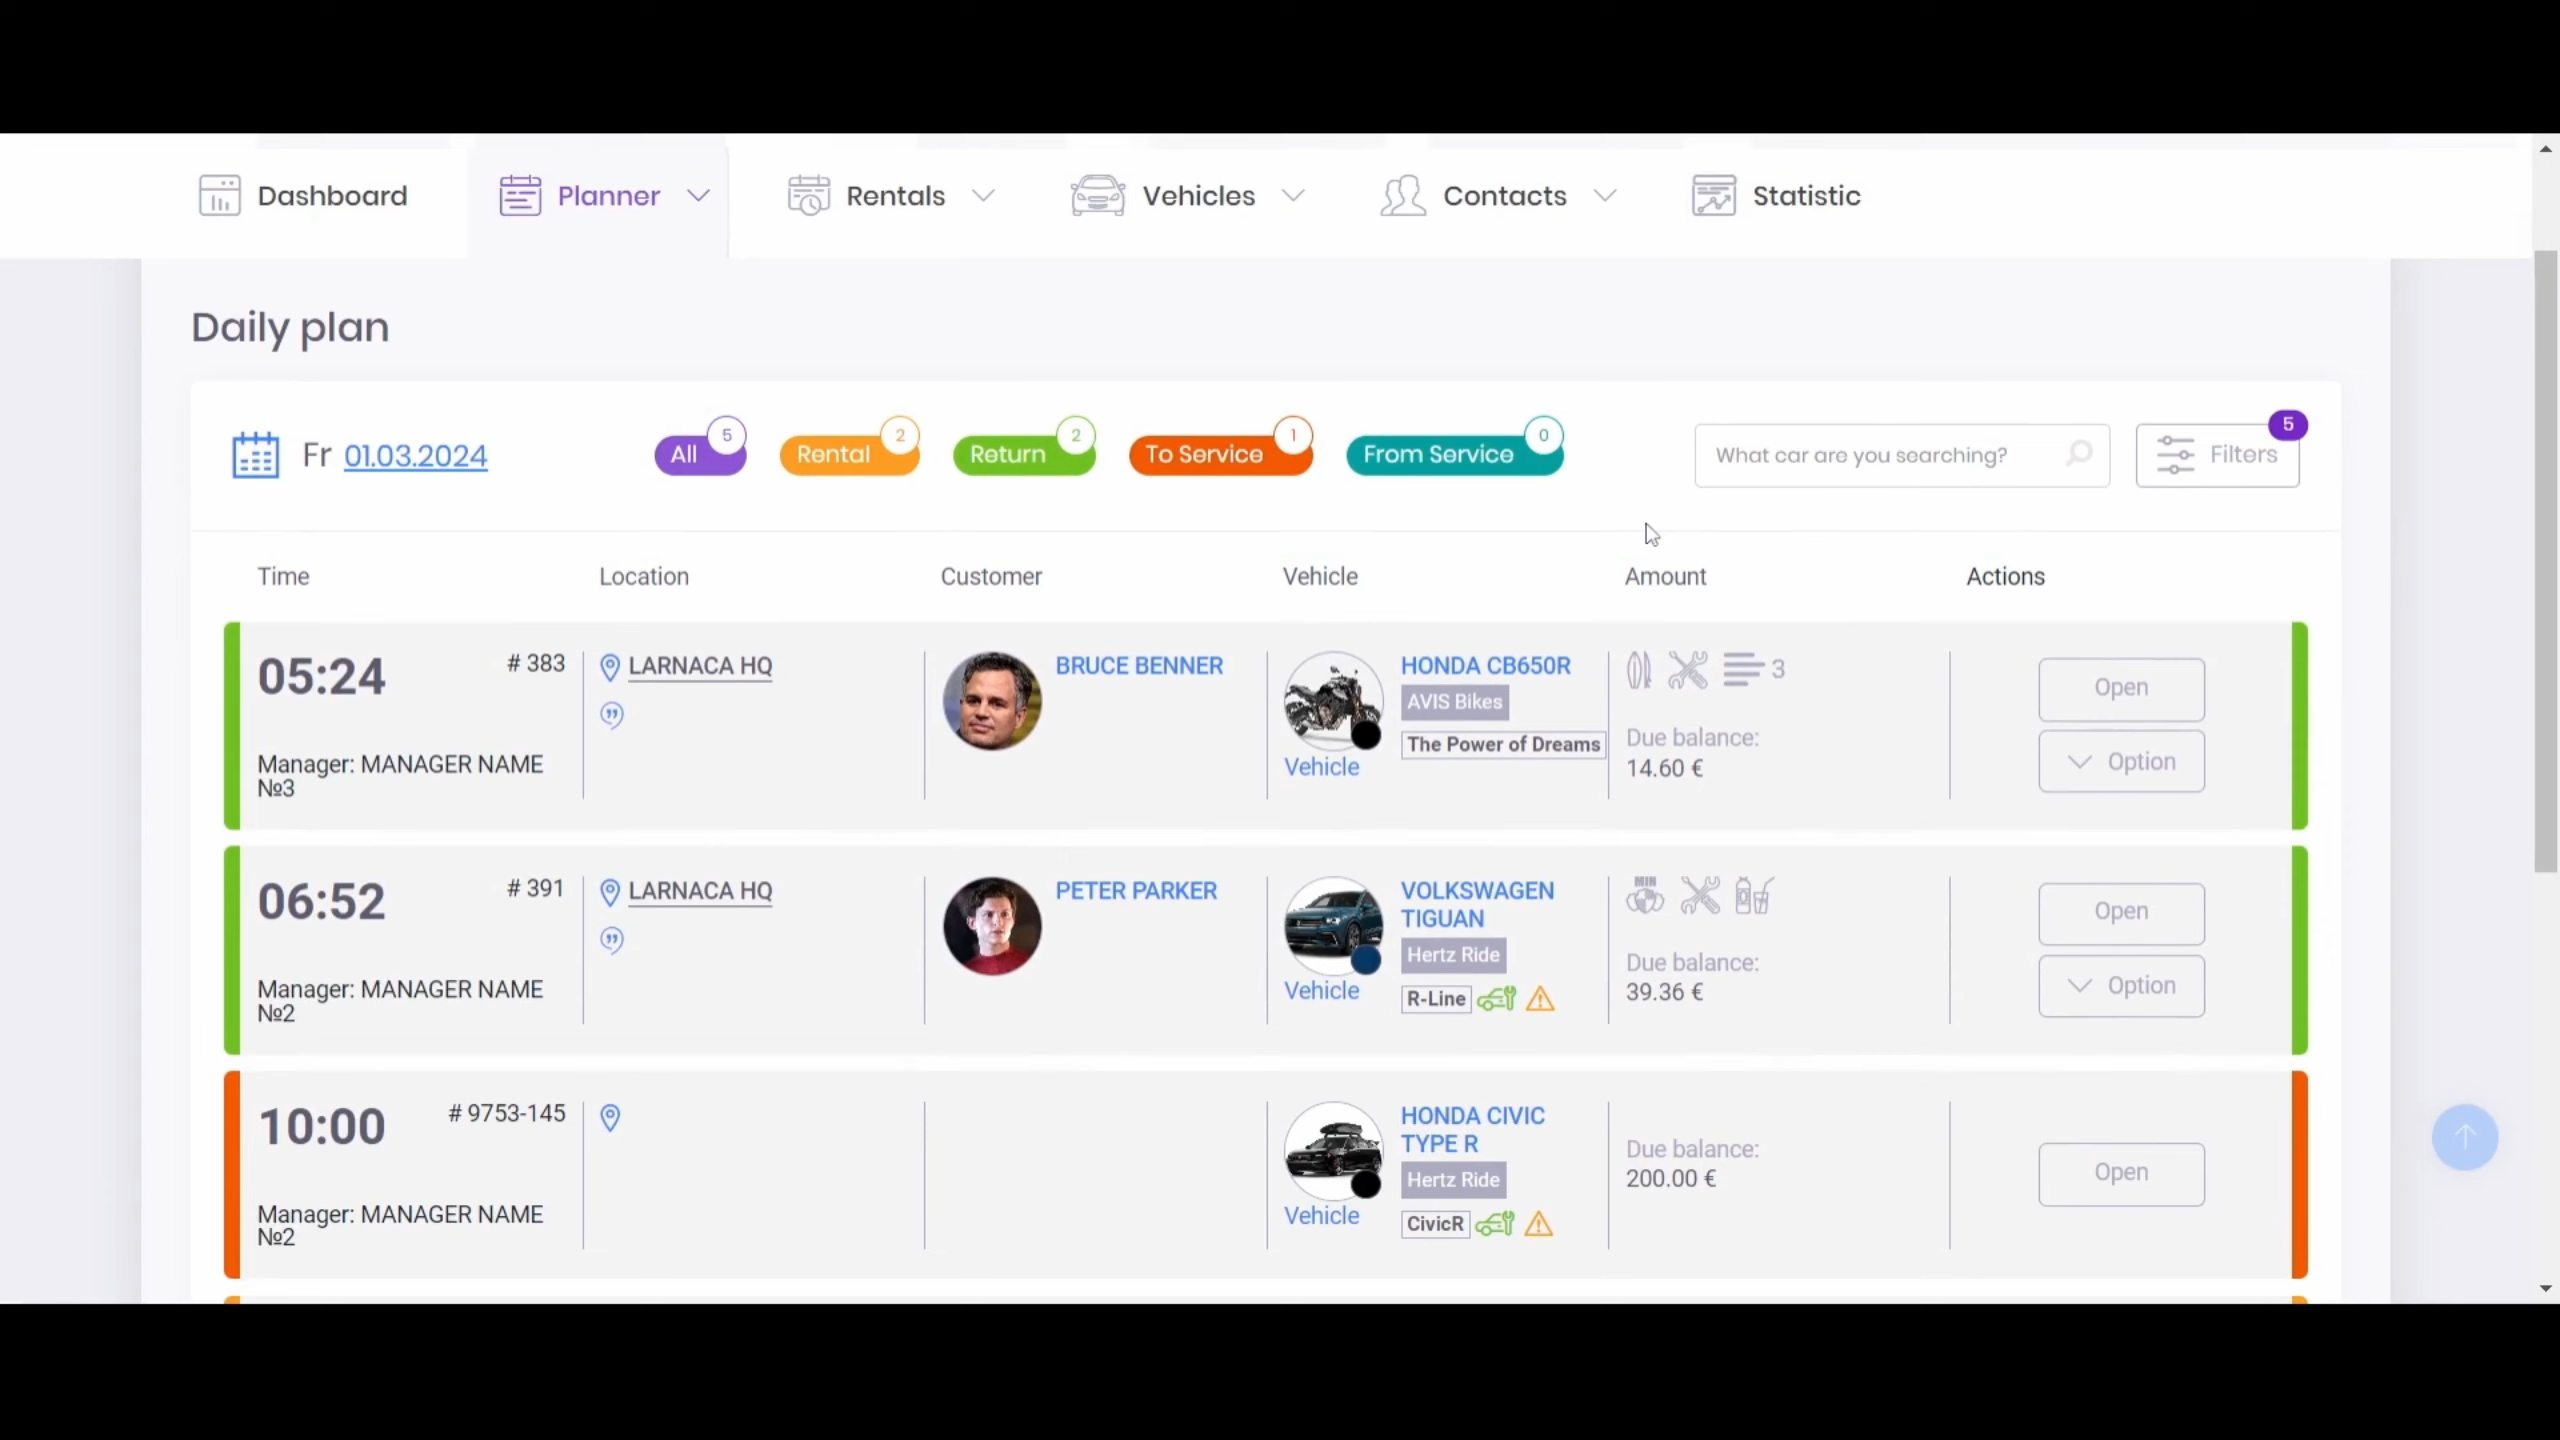 Dashboard
Planner
Rentals
Vehicles
Contacts
Statistic
Daily plan
Fr 01.03.2024
All 5
Rental 2
Return 2
To Service 1
From Service 0
What car are you searching?
Filters 5
Time
Location
Customer
Vehicle
Amount
Actions
05:24
# 383
Manager: MANAGER NAME
№3
LARNACA HQ
BRUCE BENNER
Vehicle
HONDA CB650R
AVIS Bikes
The Power of Dreams
3
Due balance:
14.60 €
Open
Option
06:52
# 391
Manager: MANAGER NAME
№2
LARNACA HQ
PETER PARKER
Vehicle
VOLKSWAGEN
TIGUAN
Hertz Ride
R-Line
MIN
Due balance:
39.36 €
Open
Option
10:00
# 9753-145
Manager: MANAGER NAME
№2
Vehicle
HONDA CIVIC
TYPE R
Hertz Ride
CivicR
Due balance:
200.00 €
Open